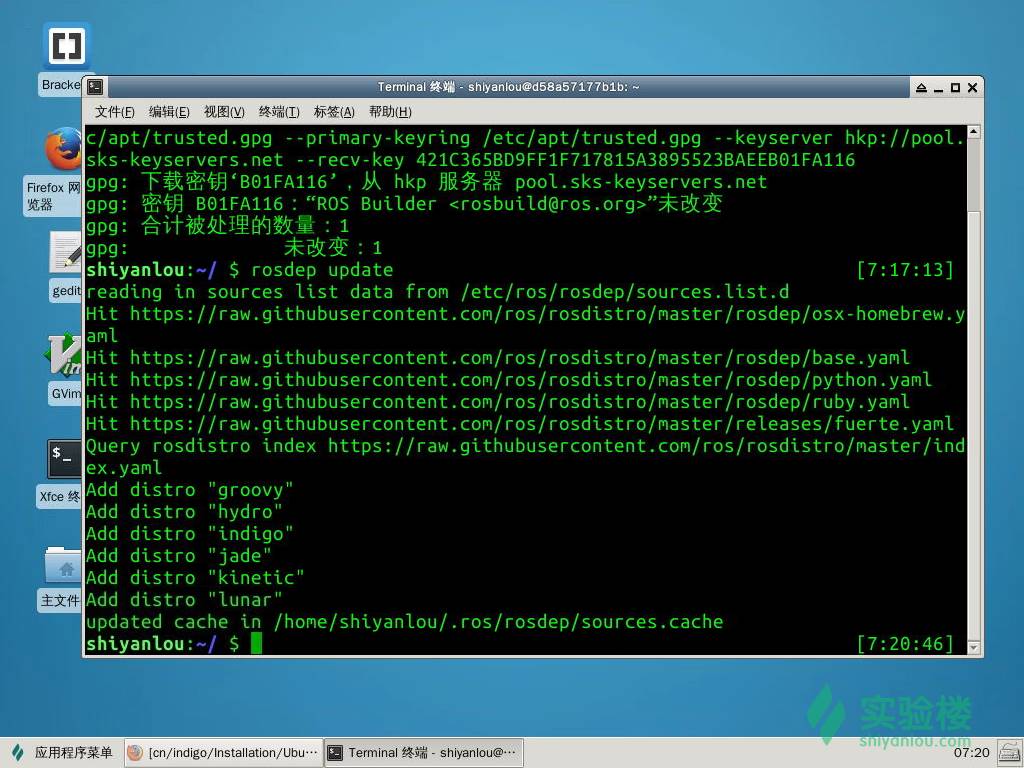 Bracke
Firefox 网
览器
gedit
GVim
Xfce 终
主文件
Terminal 终端 - shiyanlou@d58a57177b1b: ~
文件(F) 编辑(E) 视图(V) 终端(T) 标签(A) 帮助(H)
c/apt/trusted.gpg --primary-keyring /etc/apt/trusted.gpg --keyserver hkp://pool.
sks-keyservers.net --recv-key 421C365BD9FF1F717815A3895523BAEEB01FA116
gpg: 下载密钥‘B01FA116’，从 hkp 服务器 pool.sks-keyservers.net
gpg: 密钥 B01FA116：“ROS Builder <rosbuild@ros.org>”未改变
gpg: 合计被处理的数量：1
gpg: 未改变：1
shiyanlou:~/ $ rosdep update [7:17:13]
reading in sources list data from /etc/ros/rosdep/sources.list.d
Hit https://raw.githubusercontent.com/ros/rosdistro/master/rosdep/osx-homebrew.y
aml
Hit https://raw.githubusercontent.com/ros/rosdistro/master/rosdep/base.yaml
Hit https://raw.githubusercontent.com/ros/rosdistro/master/rosdep/python.yaml
Hit https://raw.githubusercontent.com/ros/rosdistro/master/rosdep/ruby.yaml
Hit https://raw.githubusercontent.com/ros/rosdistro/master/releases/fuerte.yaml
Query rosdistro index https://raw.githubusercontent.com/ros/rosdistro/master/ind
ex.yaml
Add distro "groovy"
Add distro "hydro"
Add distro "indigo"
Add distro "jade"
Add distro "kinetic"
Add distro "lunar"
updated cache in /home/shiyanlou/.ros/rosdep/sources.cache
shiyanlou:~/ $ [7:20:46]
实验楼
shiyanlou.com
应用程序菜单 [cn/indigo/Installation/Ubu… Terminal 终端 - shiyanlou@… 07:20